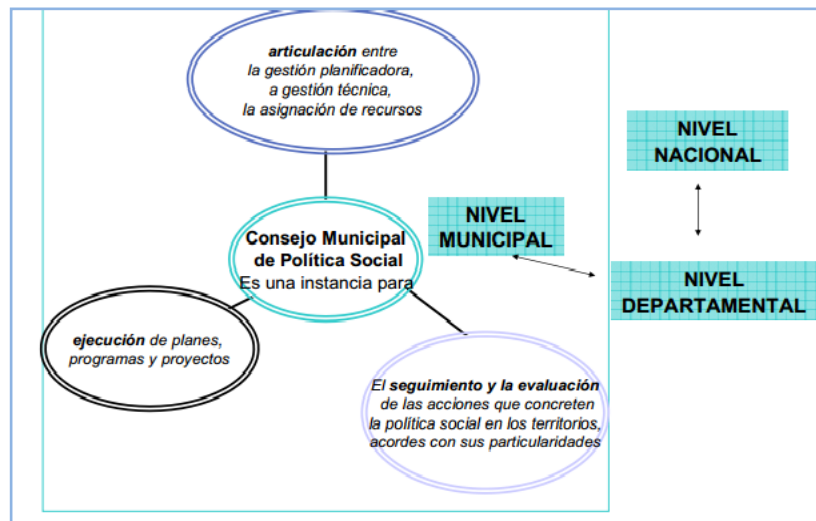 articulación entre
la gestión planificadora,
a gestión técnica,
la asignación de recursos
NIVEL
NACIONAL
NIVEL
MUNICIPAL
Consejo Municipal
de Política Social
Es una instancia para
NIVEL
DEPARTAMENTAL
ejecución de planes,
programas y proyectos
El seguimiento y la evaluación
de las acciones que concreten
la política social en los territorios,
acordes con sus particularidades